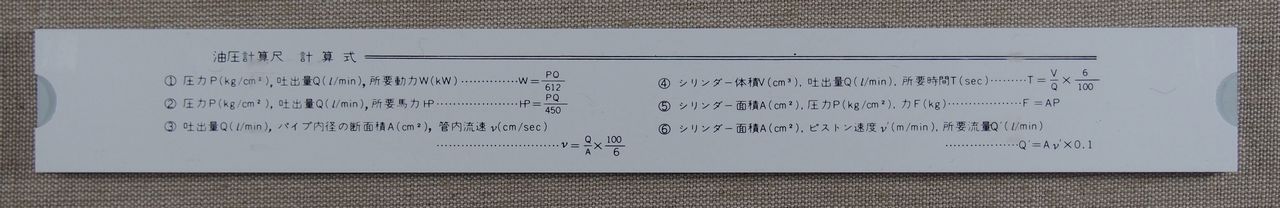 油圧計算尺 計算式
① 圧力P(kg/cm²), 吐出量Q(l/min), 所要動力W(kW)…………W=PQ/612
② 圧力P(kg/cm²), 吐出量Q(l/min), 所要馬力HP………………HP=PQ/450
③ 吐出量Q(l/min), パイプ内径の断面積A(cm²), 管内流速ν(cm/sec)
………………………ν=Q/A×100/6
④ シリンダー体積V(cm³). 吐出量Q(l/min). 所要時間T(sec)………T=V/Q×6/100
⑤ シリンダー面積A(cm²). 圧力P(kg/cm²). 力F(kg)………………F=AP
⑥ シリンダー面積A(cm²). ピストン速度ν'(m/min). 所要流量Q'(l/min)
………………Q'=Aν'×0.1